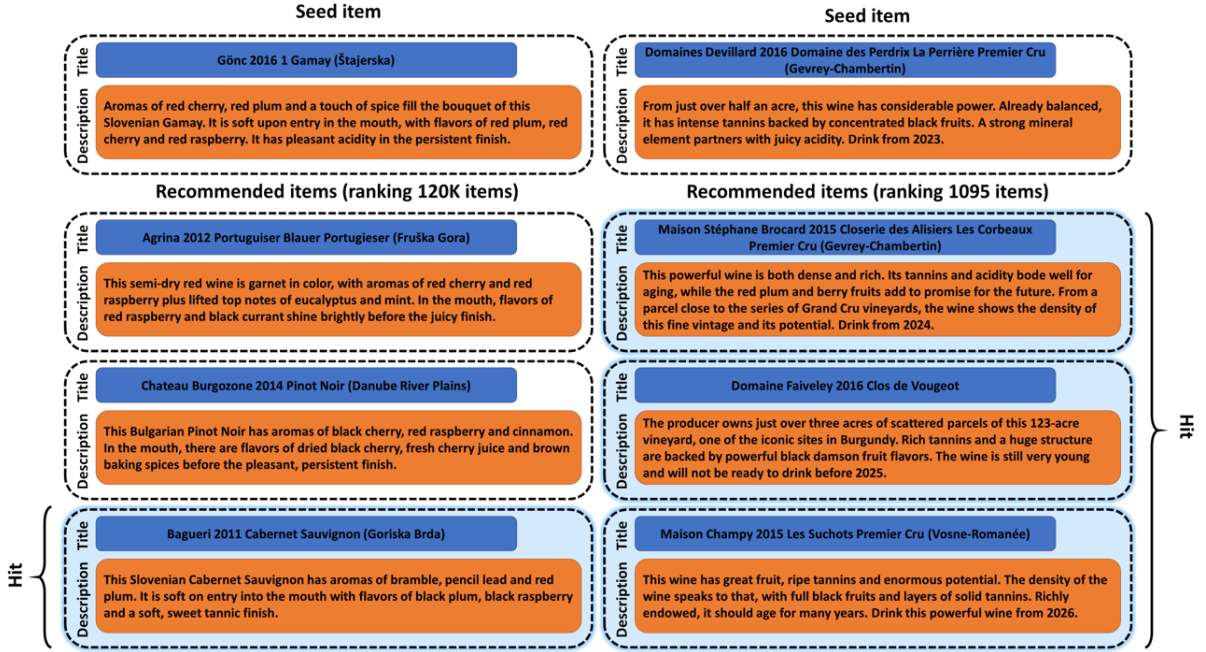 Seed item
Title
Gönc 2016 1 Gamay (Štajerska)
Description
Aromas of red cherry, red plum and a touch of spice fill the bouquet of this
Slovenian Gamay. It is soft upon entry in the mouth, with flavors of red plum, red
cherry and red raspberry. It has pleasant acidity in the persistent finish.
Recommended items (ranking 120K items)
Title
Agrina 2012 Portuguiser Blauer Portugieser (Fruška Gora)
Description
This semi-dry red wine is garnet in color, with aromas of red cherry and red
raspberry plus lifted top notes of eucalyptus and mint. In the mouth, flavors of
red raspberry and black currant shine brightly before the juicy finish.
Title
Chateau Burgozone 2014 Pinot Noir (Danube River Plains)
Description
This Bulgarian Pinot Noir has aromas of black cherry, red raspberry and cinnamon.
In the mouth, there are flavors of dried black cherry, fresh cherry juice and brown
baking spices before the pleasant, persistent finish.
Hit
Title
Bagueri 2011 Cabernet Sauvignon (Goriska Brda)
Description
This Slovenian Cabernet Sauvignon has aromas of bramble, pencil lead and red
plum. It is soft on entry into the mouth with flavors of black plum, black raspberry
and a soft, sweet tannic finish.
Seed item
Title
Domaines Devillard 2016 Domaine des Perdrix La Perrière Premier Cru
(Gevrey-Chambertin)
Description
From just over half an acre, this wine has considerable power. Already balanced,
it has intense tannins backed by concentrated black fruits. A strong mineral
element partners with juicy acidity. Drink from 2023.
Recommended items (ranking 1095 items)
Title
Maison Stéphane Brocard 2015 Closerie des Alisiers Les Corbeaux
Premier Cru (Gevrey-Chambertin)
Description
This powerful wine is both dense and rich. Its tannins and acidity bode well for
aging, while the red plum and berry fruits add to promise for the future. From a
parcel close to the series of Grand Cru vineyards, the wine shows the density of
this fine vintage and its potential. Drink from 2024.
Title
Domaine Faiveley 2016 Clos de Vougeot
Description
The producer owns just over three acres of scattered parcels of this 123-acre
vineyard, one of the iconic sites in Burgundy. Rich tannins and a huge structure
are backed by powerful black damson fruit flavors. The wine is still very young
and will not be ready to drink before 2025.
Title
Maison Champy 2015 Les Suchots Premier Cru (Vosne-Romanée)
Description
This wine has great fruit, ripe tannins and enormous potential. The density of the
wine speaks to that, with full black fruits and layers of solid tannins. Richly
endowed, it should age for many years. Drink this powerful wine from 2026.
Hit